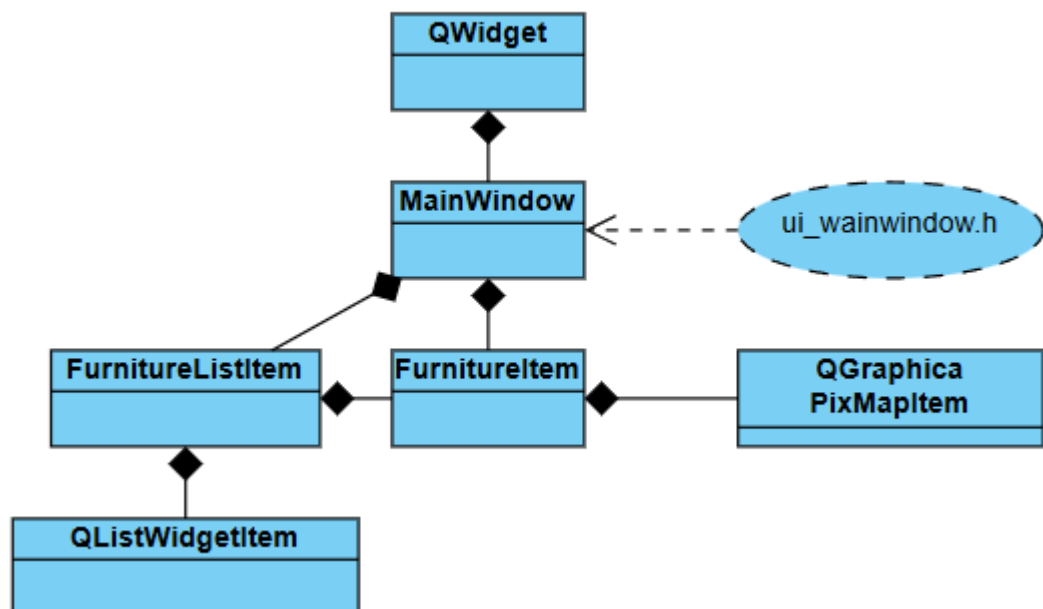 QWidget
MainWindow
ui_wainwindow.h
FurnitureListItem
FurnitureItem
QGraphica
PixMapItem
QListWidgetItem